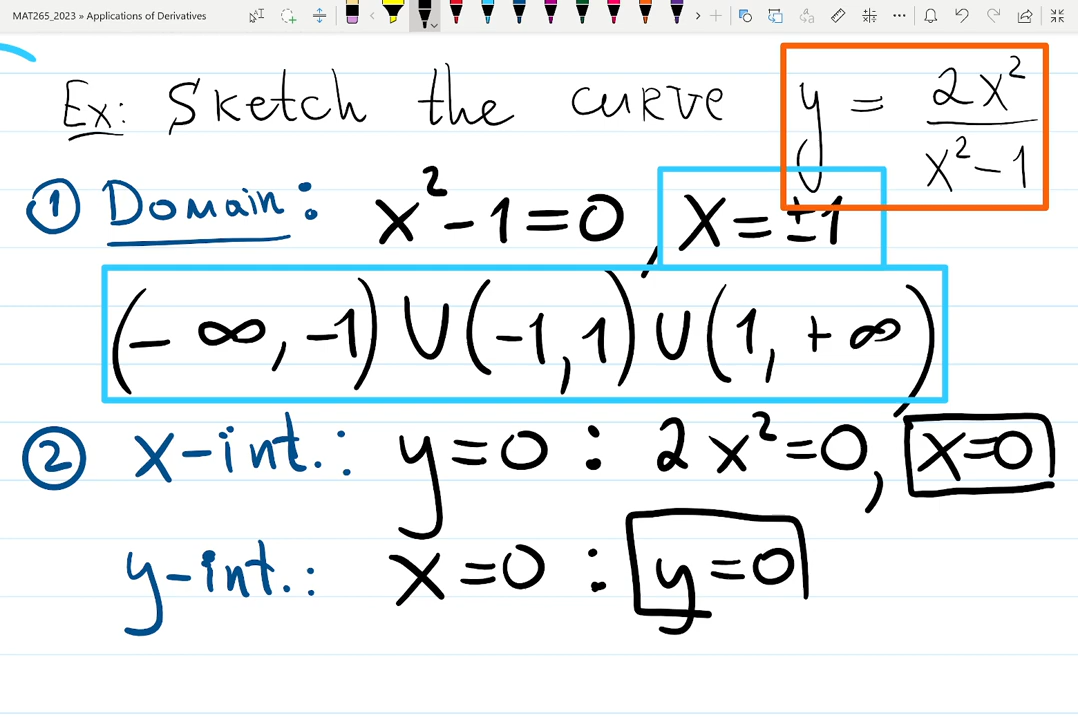 MAT265_2023 » Applications of Derivatives
Ex: Sketch the curve y = 2x²/(x² - 1)
① Domain: x² - 1 = 0, x = ±1
(-∞, -1) ∪ (-1, 1) ∪ (1, +∞)
② x-int.: y = 0 : 2x² = 0, x = 0
y-int.: x = 0 : y = 0